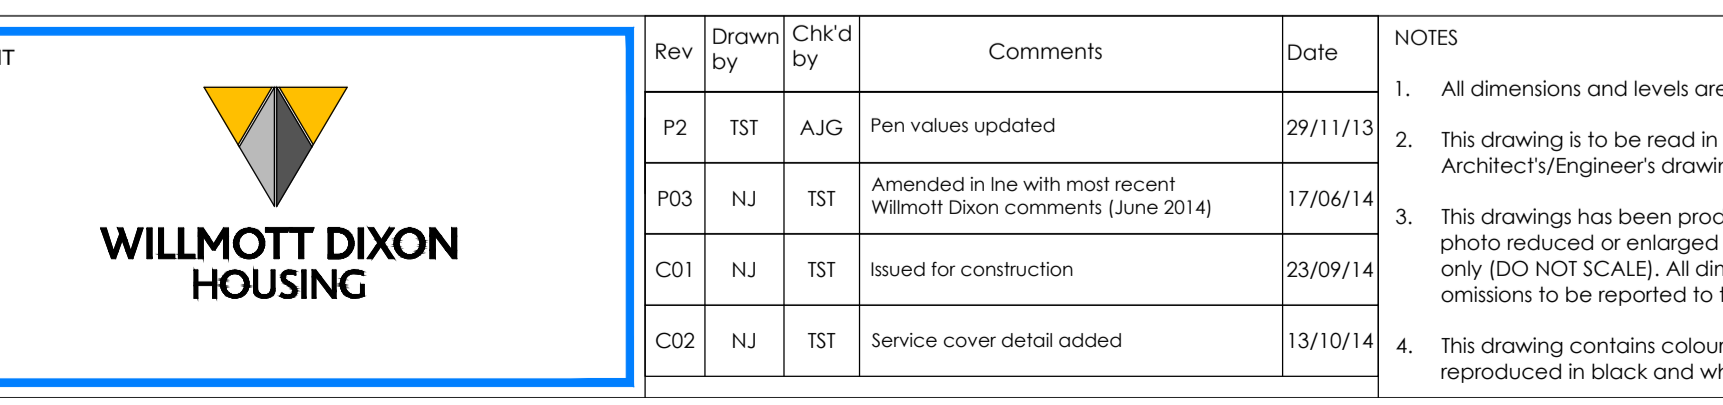 WILLMOTT DIXON
HOUSING
Rev Drawn by Chk'd by Comments Date
P2 TST AJG Pen values updated 29/11/13
P03 NJ TST Amended in lne with most recent
Willmott Dixon comments (June 2014) 17/06/14
C01 NJ TST Issued for construction 23/09/14
C02 NJ TST Service cover detail added 13/10/14
NOTES
1. All dimensions and levels are
2. This drawing is to be read in
Architect's/Engineer's
3. This drawings has been
photo reduced or enlarged
only (DO NOT SCALE). All
omissions to be reported to
4. This drawing contains
reproduced in black and